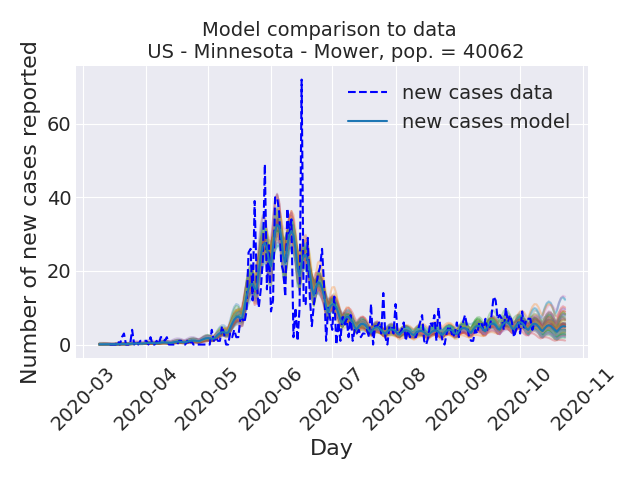 Model comparison to data
US - Minnesota - Mower, pop. = 40062
Number of new cases reported
60
40
20
0
new cases data
new cases model
2020-03
2020-04
2020-05
2020-06
2020-07
2020-08
2020-09
2020-10
2020-11
Day